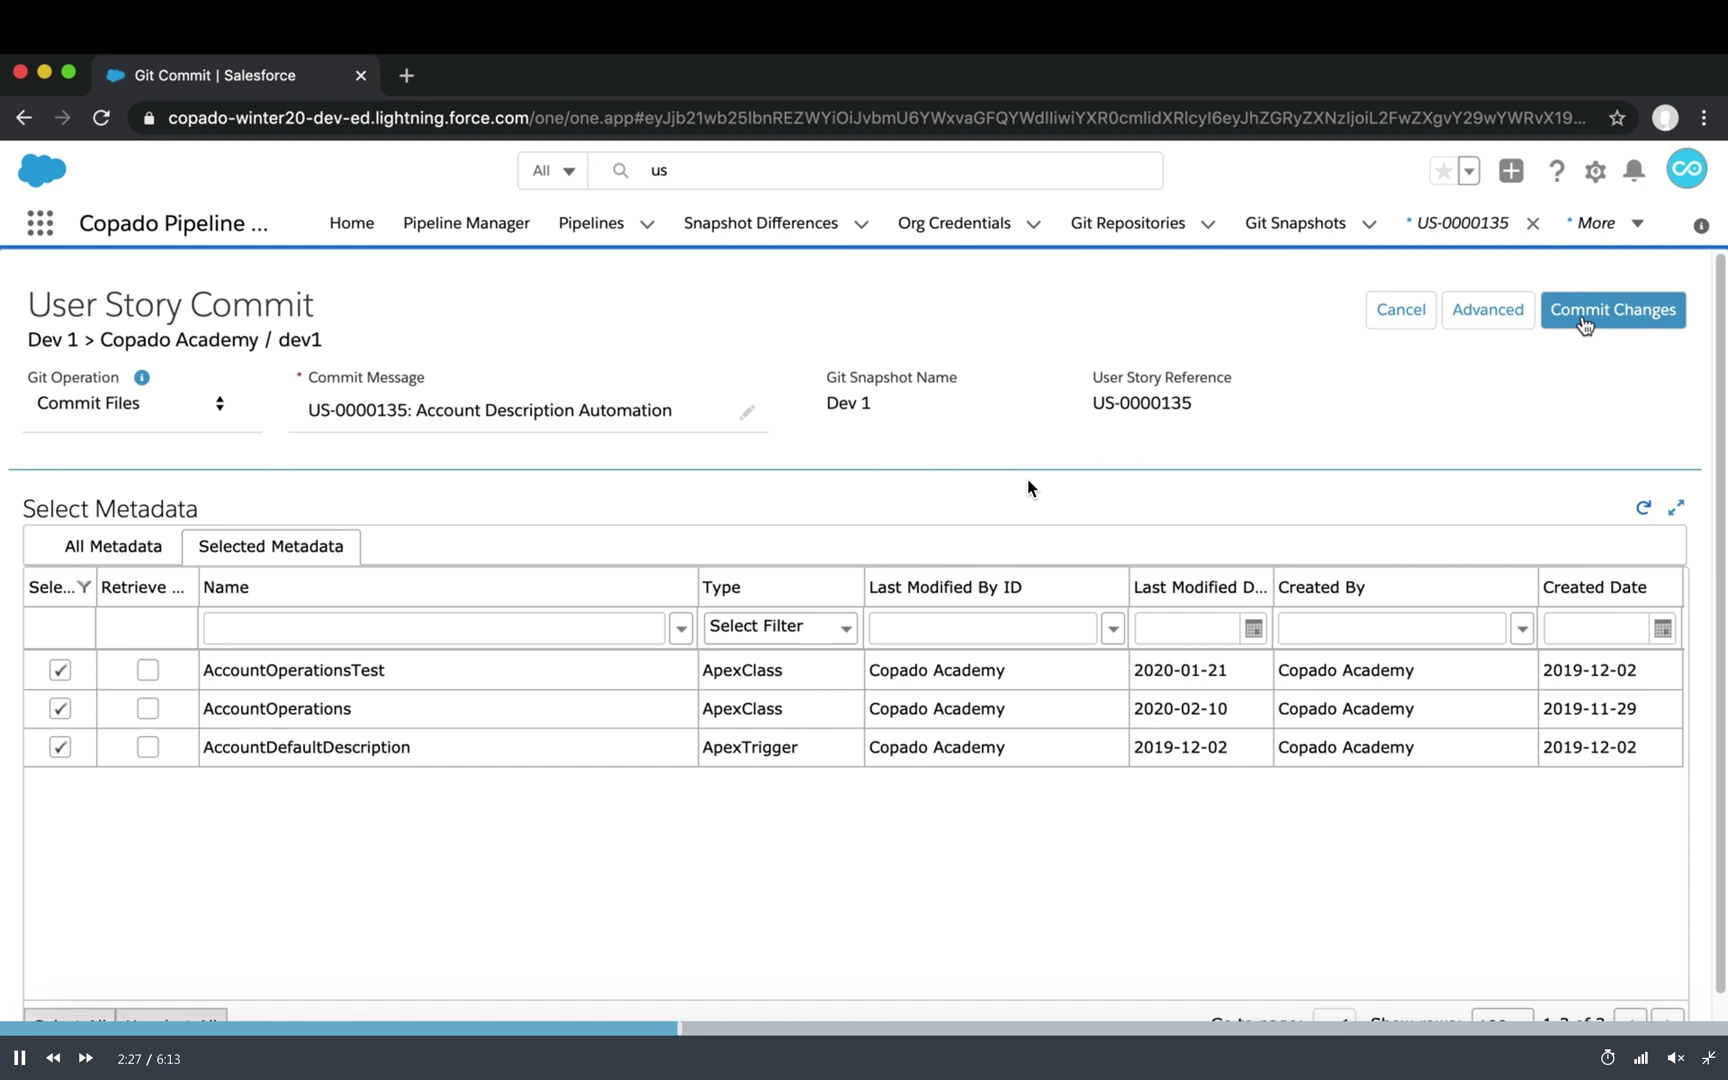 Git Commit | Salesforce
copado-winter20-dev-ed.lightning.force.com/one/one.app#eyJjb21wb25lbnREZWYiOiJvbmU6YWxvaGFQYWdlIiwiYXR0cmlidXRlcyI6eyJhZGRyZXNzIjoiL2FwZXgvY29wYWRvX19...
All us
Copado Pipeline ... Home Pipeline Manager Pipelines Snapshot Differences Org Credentials Git Repositories Git Snapshots * US-0000135 * More
User Story Commit
Cancel Advanced Commit Changes
Dev 1 > Copado Academy / dev1
Git Operation * Commit Message Git Snapshot Name User Story Reference
Commit Files US-0000135: Account Description Automation Dev 1 US-0000135
Select Metadata
All Metadata Selected Metadata
Sele... Retrieve ... Name Type Last Modified By ID Last Modified D... Created By Created Date
Select Filter
AccountOperationsTest ApexClass Copado Academy 2020-01-21 Copado Academy 2019-12-02
AccountOperations ApexClass Copado Academy 2020-02-10 Copado Academy 2019-11-29
AccountDefaultDescription ApexTrigger Copado Academy 2019-12-02 Copado Academy 2019-12-02
2:27 / 6:13